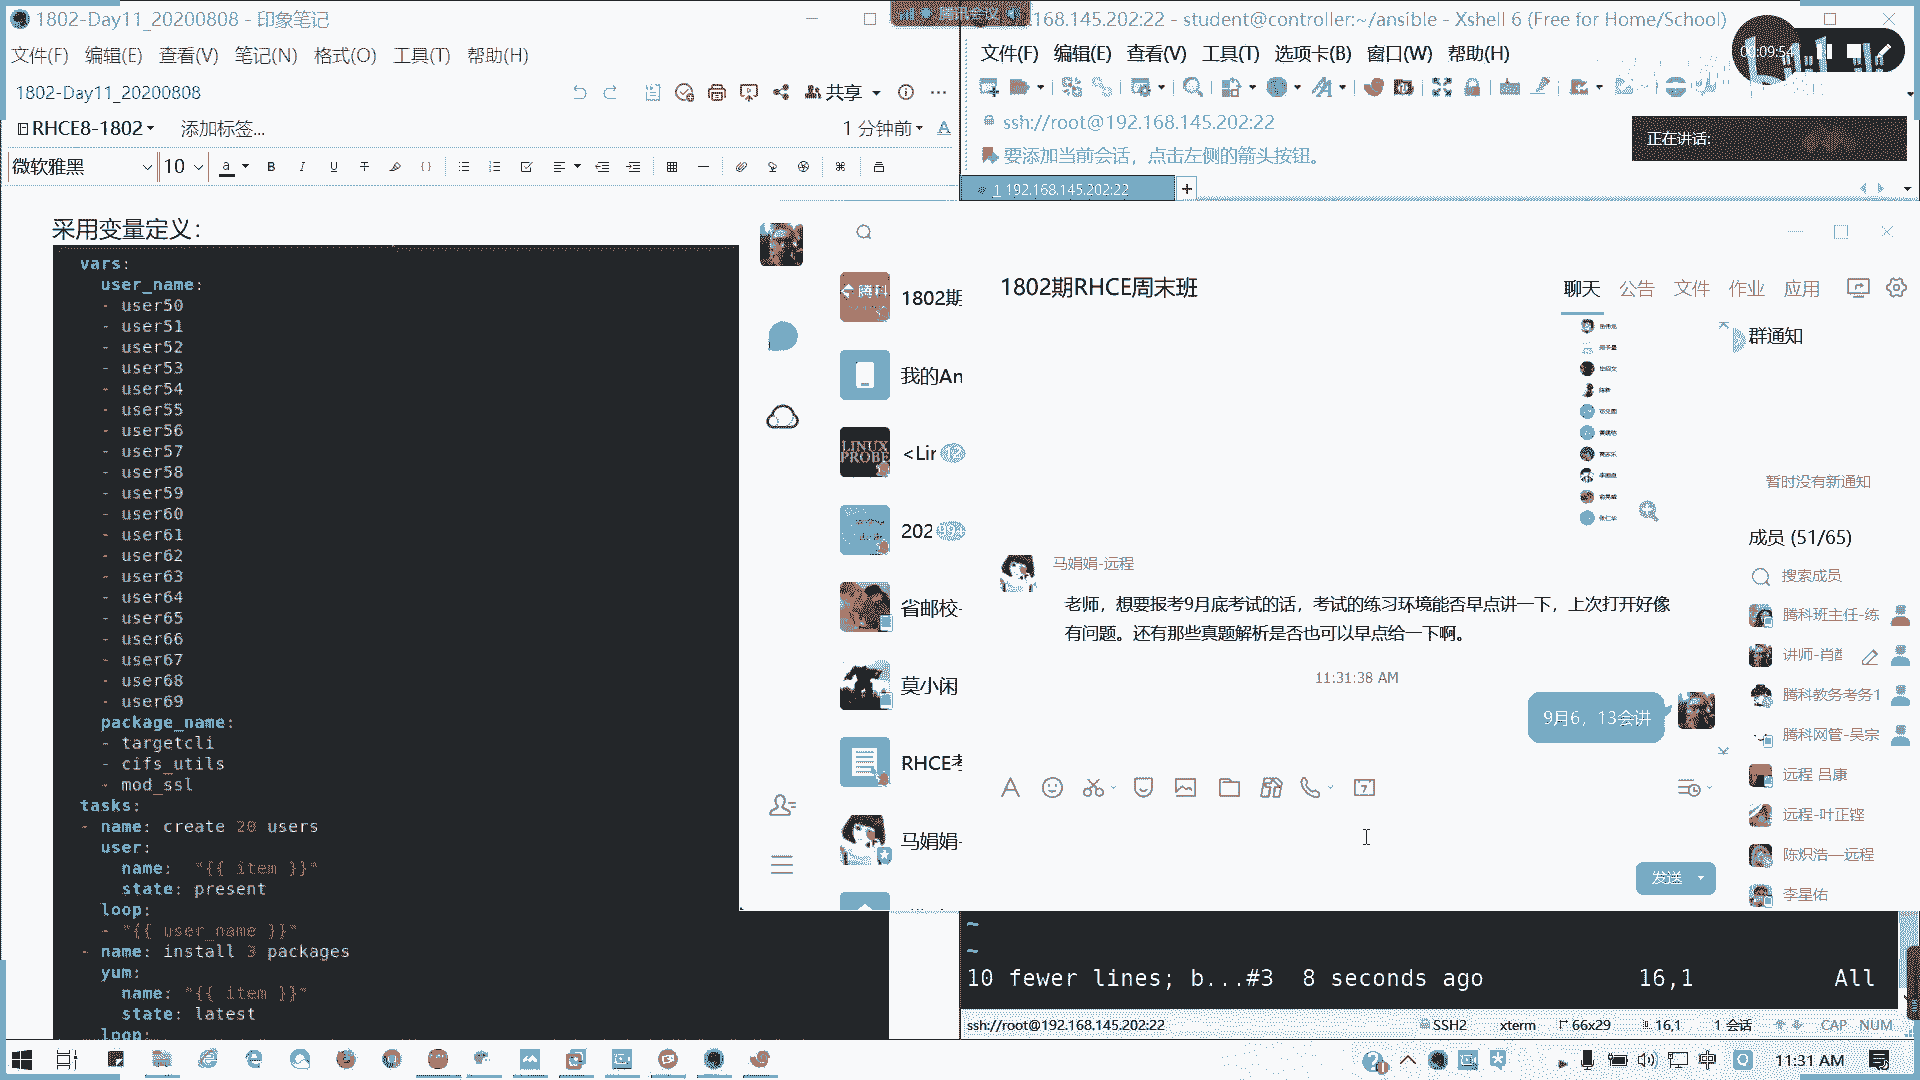 1802-Day11_20200808 - 印象笔记
文件(F) 编辑(E) 查看(V) 笔记(N) 格式(O) 工具(T) 帮助(H)
1802-Day11_20200808
共享
RHCE8-1802 添加标签...
1 分钟前
微软雅黑 10
采用变量定义：
vars:
user_name:
- user50
- user51
- user52
- user53
- user54
- user55
- user56
- user57
- user58
- user59
- user60
- user61
- user62
- user63
- user64
- user65
- user66
- user67
- user68
- user69
package_name:
- targetcli
- cifs_utils
- mod_ssl
tasks:
- name: create 20 users
user:
name: "{{ item }}"
state: present
loop:
- "{{ user_name }}"
- name: install 3 packages
yum:
name: "{{ item }}"
state: latest
loop:
.168.145.202:22 - student@controller:~/ansible - Xshell 6 (Free for Home/School)
文件(F) 编辑(E) 查看(V) 工具(T) 选项卡(B) 窗口(W) 帮助(H)
00:09:54
ssh://root@192.168.145.202:22
正在讲话:
要添加当前会话，点击左侧的箭头按钮。
1 192.168.145.202:22
1802期
我的An
<Lir 12
202 99+
省邮校-
莫小闲
RHCE考
马娟娟-
1802期RHCE周末班
聊天 公告 文件 作业 应用
马娟娟-远程
老师，想要报考9月底考试的话，考试的练习环境能否早点讲一下，上次打开好像
有问题。还有那些真题解析是否也可以早点给一下啊。
11:31:38 AM
9月6，13会讲
发送
群通知
暂时没有新通知
成员 (51/65)
搜索成员
腾科班主任-练
讲师-肖
腾科教务考务1
腾科网管-吴宗
远程 吕康
远程-叶正铿
陈炽浩—远程
李星佑
~
~
10 fewer lines; b...#3 8 seconds ago 16,1 All
ssh://root@192.168.145.202:22 SSH2 xterm 66x29 16,1 1 会话 CAP NUM
中 11:31 AM